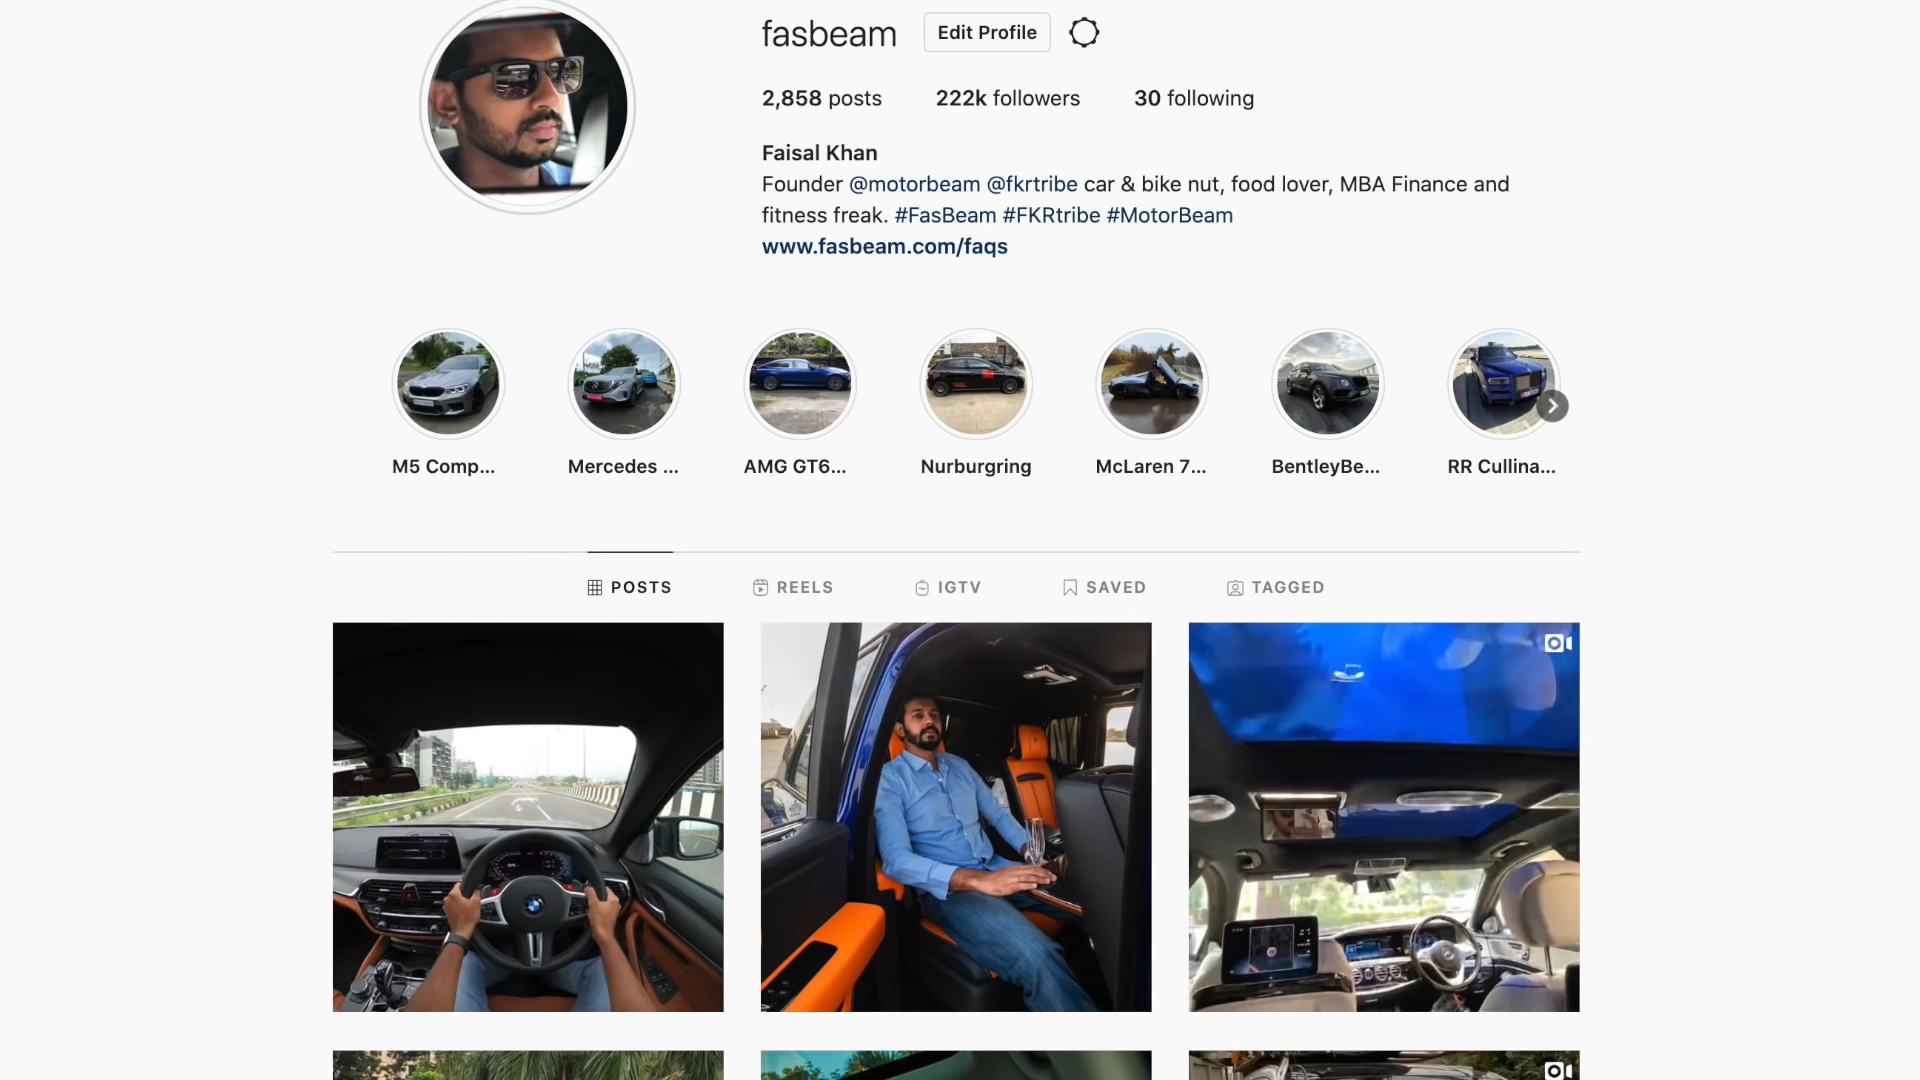 fasbeam Edit Profile
2,858 posts 222k followers 30 following
Faisal Khan
Founder @motorbeam @fkrtribe car & bike nut, food lover, MBA Finance and
fitness freak. #FasBeam #FKRtribe #MotorBeam
www.fasbeam.com/faqs
M5 Comp... Mercedes ... AMG GT6... Nurburgring McLaren 7... BentleyBe... RR Cullina...
POSTS REELS IGTV SAVED TAGGED